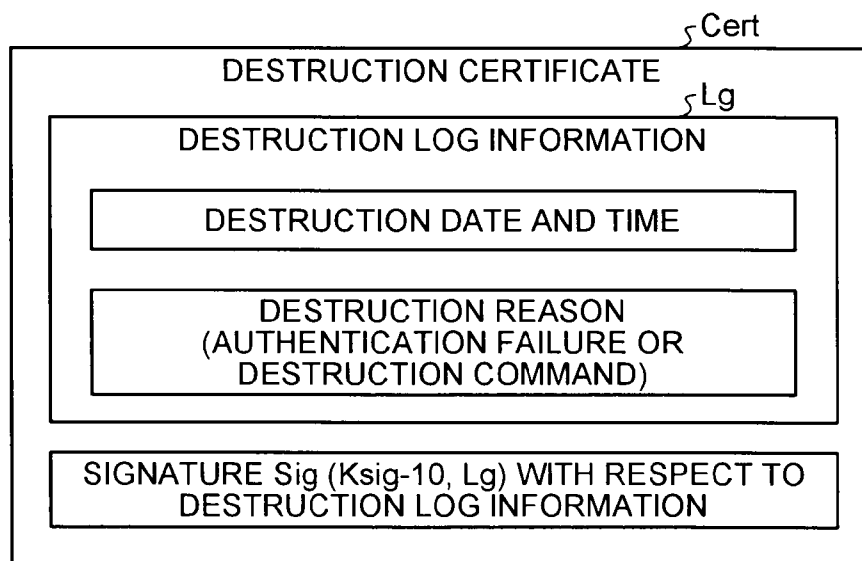 Cert
DESTRUCTION CERTIFICATE
Lg
DESTRUCTION LOG INFORMATION
DESTRUCTION DATE AND TIME
DESTRUCTION REASON
(AUTHENTICATION FAILURE OR
DESTRUCTION COMMAND)
SIGNATURE Sig (Ksig-10, Lg) WITH RESPECT TO
DESTRUCTION LOG INFORMATION